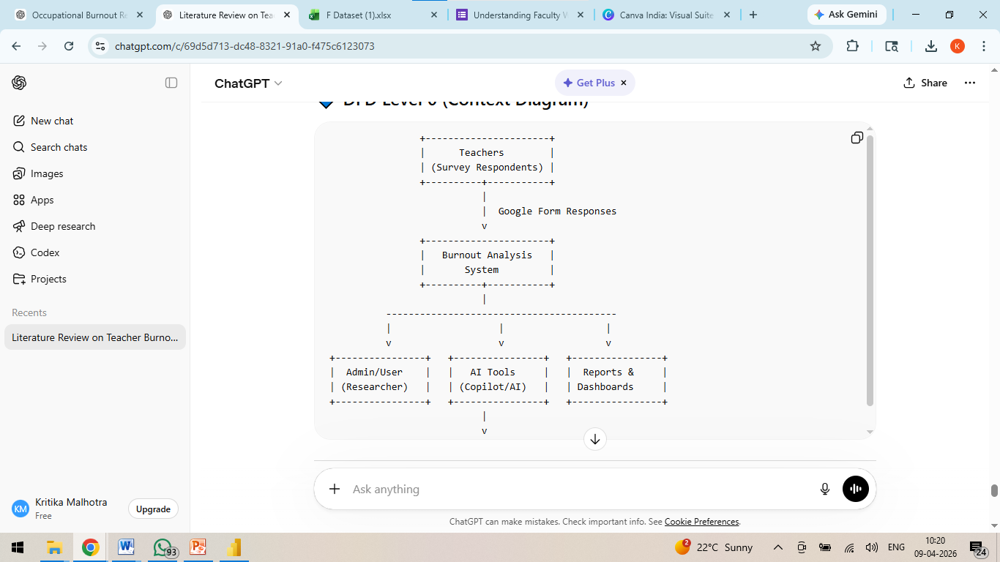 Occupational Burnout Re
Literature Review on Tea
F Dataset (1).xlsx
Understanding Faculty W
Canva India: Visual Suite
Ask Gemini
chatgpt.com/c/69d5d713-dc48-8321-91a0-f475c6123073
K
ChatGPT
Get Plus
Share
New chat
Search chats
Images
Apps
Deep research
Codex
Projects
Recents
Literature Review on Teacher Burno...
KM
Kritika Malhotra
Free
Upgrade
DFD Level 0 (Context Diagram)
Teachers
(Survey Respondents)
Google Form Responses
v
Burnout Analysis
System
v v v
Admin/User AI Tools Reports &
(Researcher) (Copilot/AI) Dashboards
v
Ask anything
ChatGPT can make mistakes. Check important info. See Cookie Preferences.
93
2
22°C Sunny
ENG
10:20
09-04-2026
24